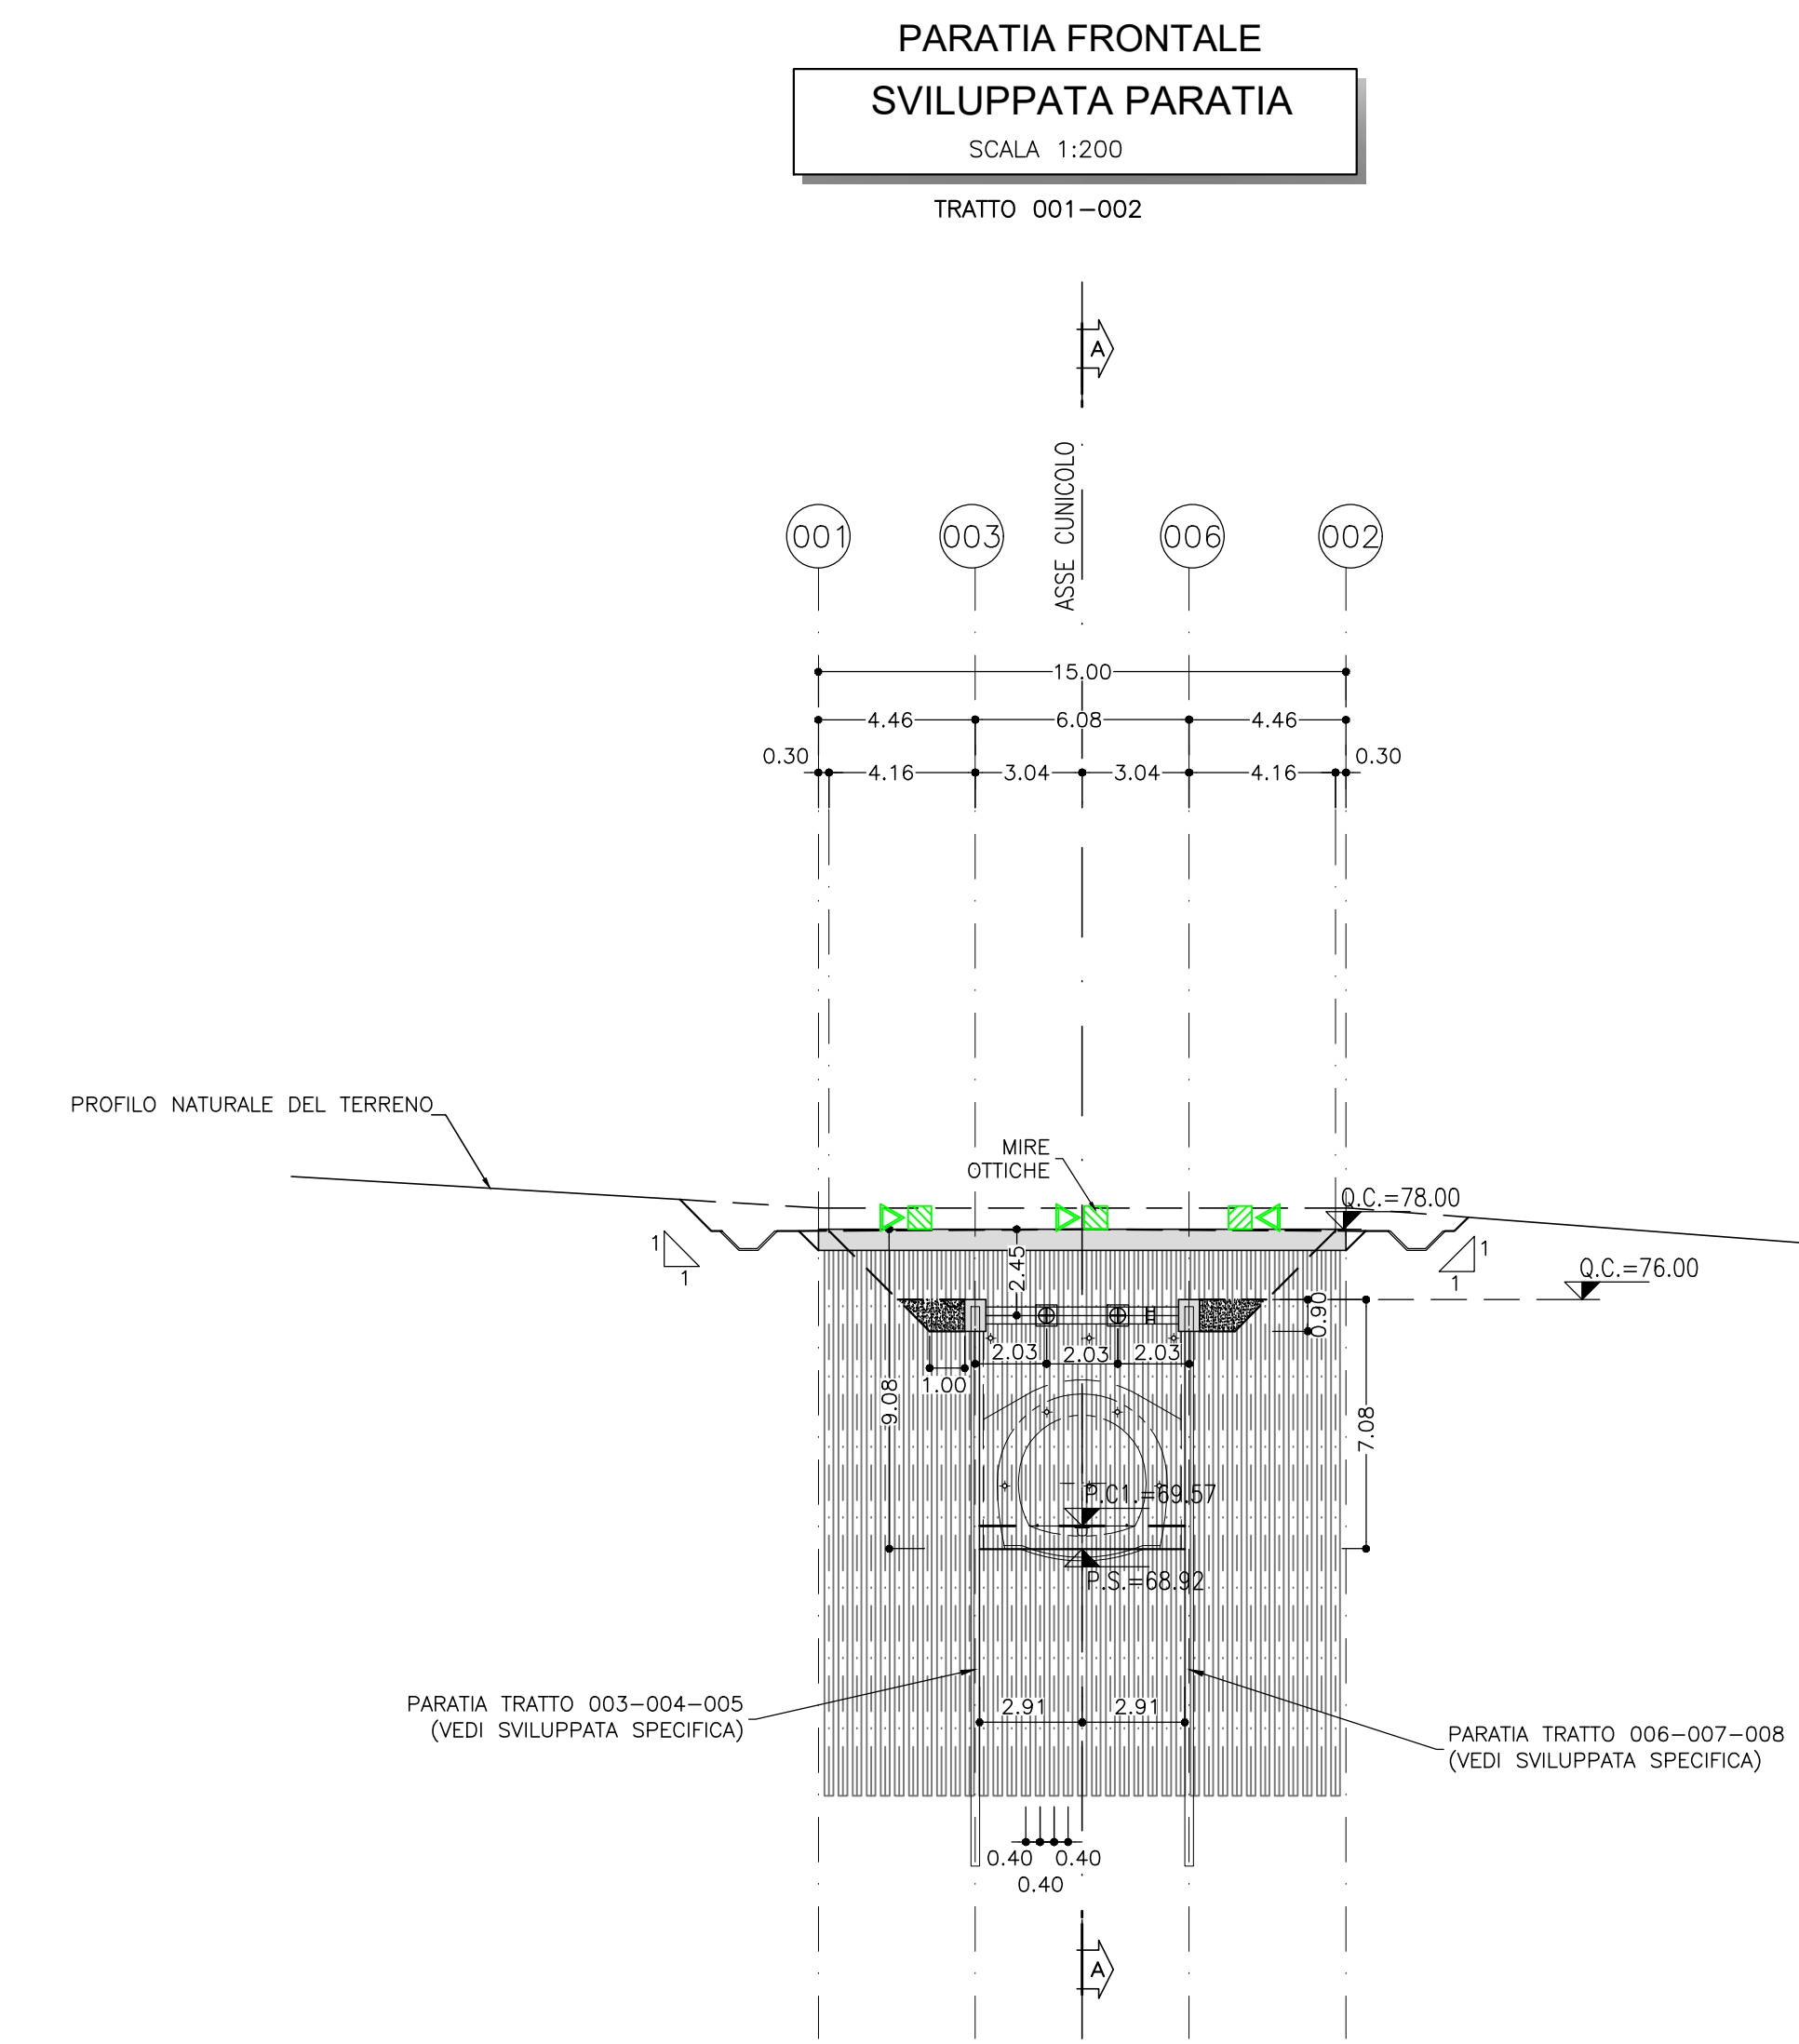 PARATIA FRONTALE
SVILUPPATA PARATIA
SCALA 1:200
TRATTO 001-002
A
ASSE CUNICOLO
001
003
006
002
15.00
4.46
6.08
4.46
0.30
4.16
3.04
3.04
4.16
0.30
PROFILO NATURALE DEL TERRENO
MIRE
OTTICHE
Q.C.=78.00
1
1
2.45
1
1
Q.C.=76.00
0.90
2.03
2.03
2.03
1.00
9.08
7.08
P.C1.=69.57
P.S.=68.92
PARATIA TRATTO 003-004-005
(VEDI SVILUPPATA SPECIFICA)
2.91
2.91
PARATIA TRATTO 006-007-008
(VEDI SVILUPPATA SPECIFICA)
0.40
0.40
0.40
A